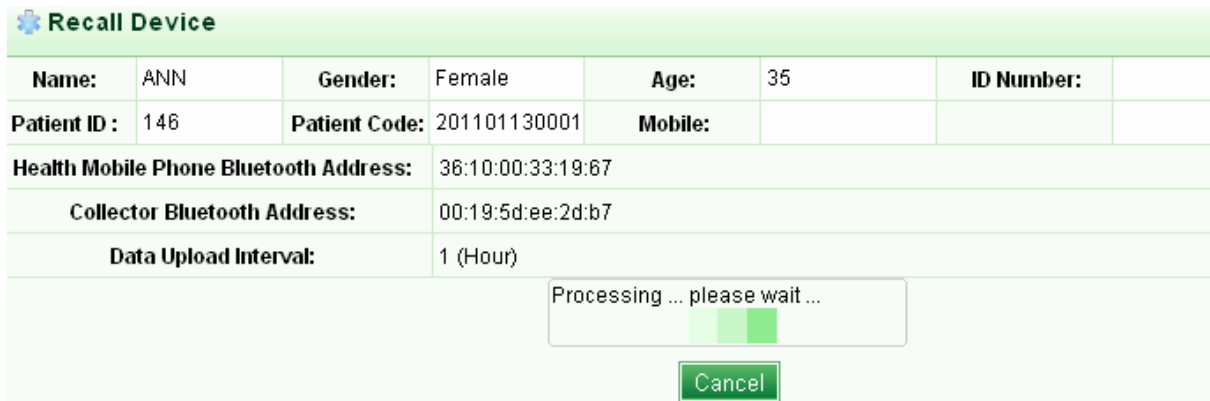 Recall Device
Name: ANN Gender: Female Age: 35 ID Number:
Patient ID : 146 Patient Code: 201101130001 Mobile:
Health Mobile Phone Bluetooth Address: 36:10:00:33:19:67
Collector Bluetooth Address: 00:19:5d:ee:2d:b7
Data Upload Interval: 1 (Hour)
Processing ... please wait ...
Cancel